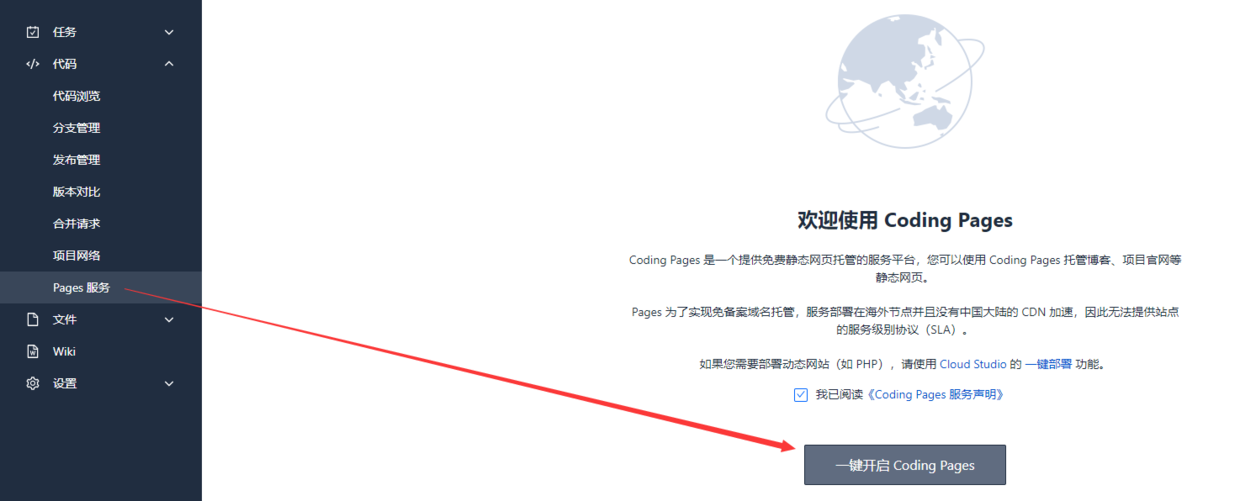 任务
代码
代码浏览
分支管理
发布管理
版本对比
合并请求
项目网络
Pages 服务
文件
Wiki
设置
欢迎使用 Coding Pages
Coding Pages 是一个提供免费静态网页托管的服务平台，您可以使用 Coding Pages 托管博客、项目官网等
静态网页。
Pages 为了实现免备案域名托管，服务部署在海外节点并且没有中国大陆的 CDN 加速，因此无法提供站点
的服务级别协议（SLA）。
如果您需要部署动态网站（如 PHP），请使用 Cloud Studio 的 一键部署 功能。
我已阅读《Coding Pages 服务声明》
一键开启 Coding Pages